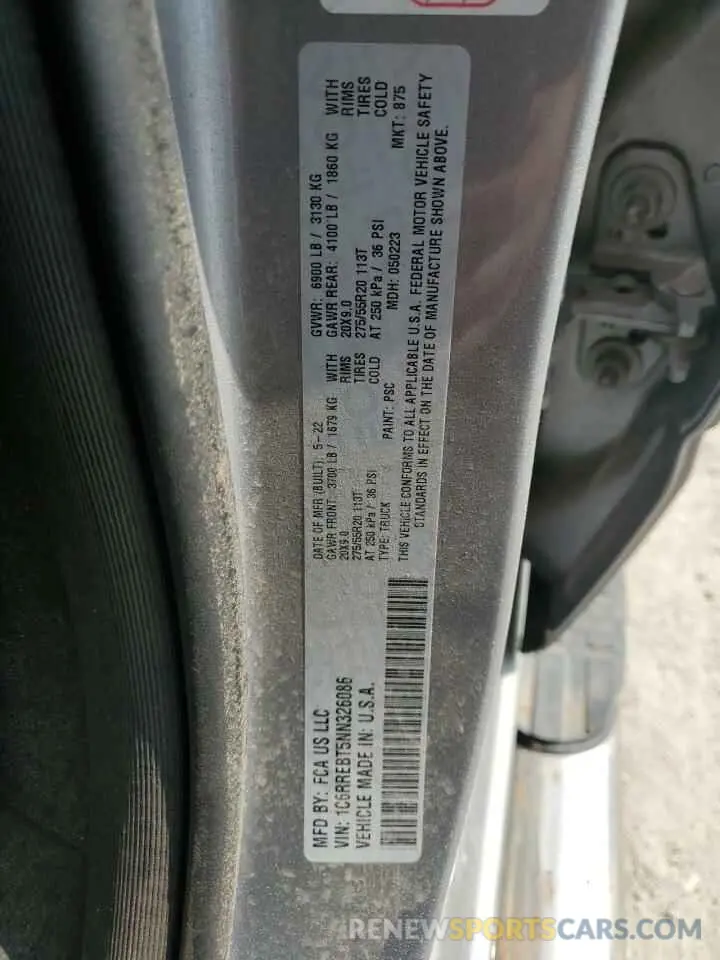 MFD BY: FCA US LLC
VIN: 1C6RREBT5NN326086
VEHICLE MADE IN: U.S.A.
DATE OF MFR (BUILT): 5-22
GAWR FRONT: 3700 LB / 1679 KG WITH
20X9.0 RIMS
275/55R20 113T TIRES
AT 250 kPa / 36 PSI COLD
TYPE: TRUCK PAINT: PSC
GVWR: 6900 LB / 3130 KG
GAWR REAR: 4100 LB / 1860 KG WITH
20X9.0 RIMS
275/55R20 113T TIRES
AT 250 kPa / 36 PSI COLD
MDH: 050223 MKT: 875
THIS VEHICLE CONFORMS TO ALL APPLICABLE U.S.A. FEDERAL MOTOR VEHICLE SAFETY
STANDARDS IN EFFECT ON THE DATE OF MANUFACTURE SHOWN ABOVE.
RENEWSPORTSCARS.COM